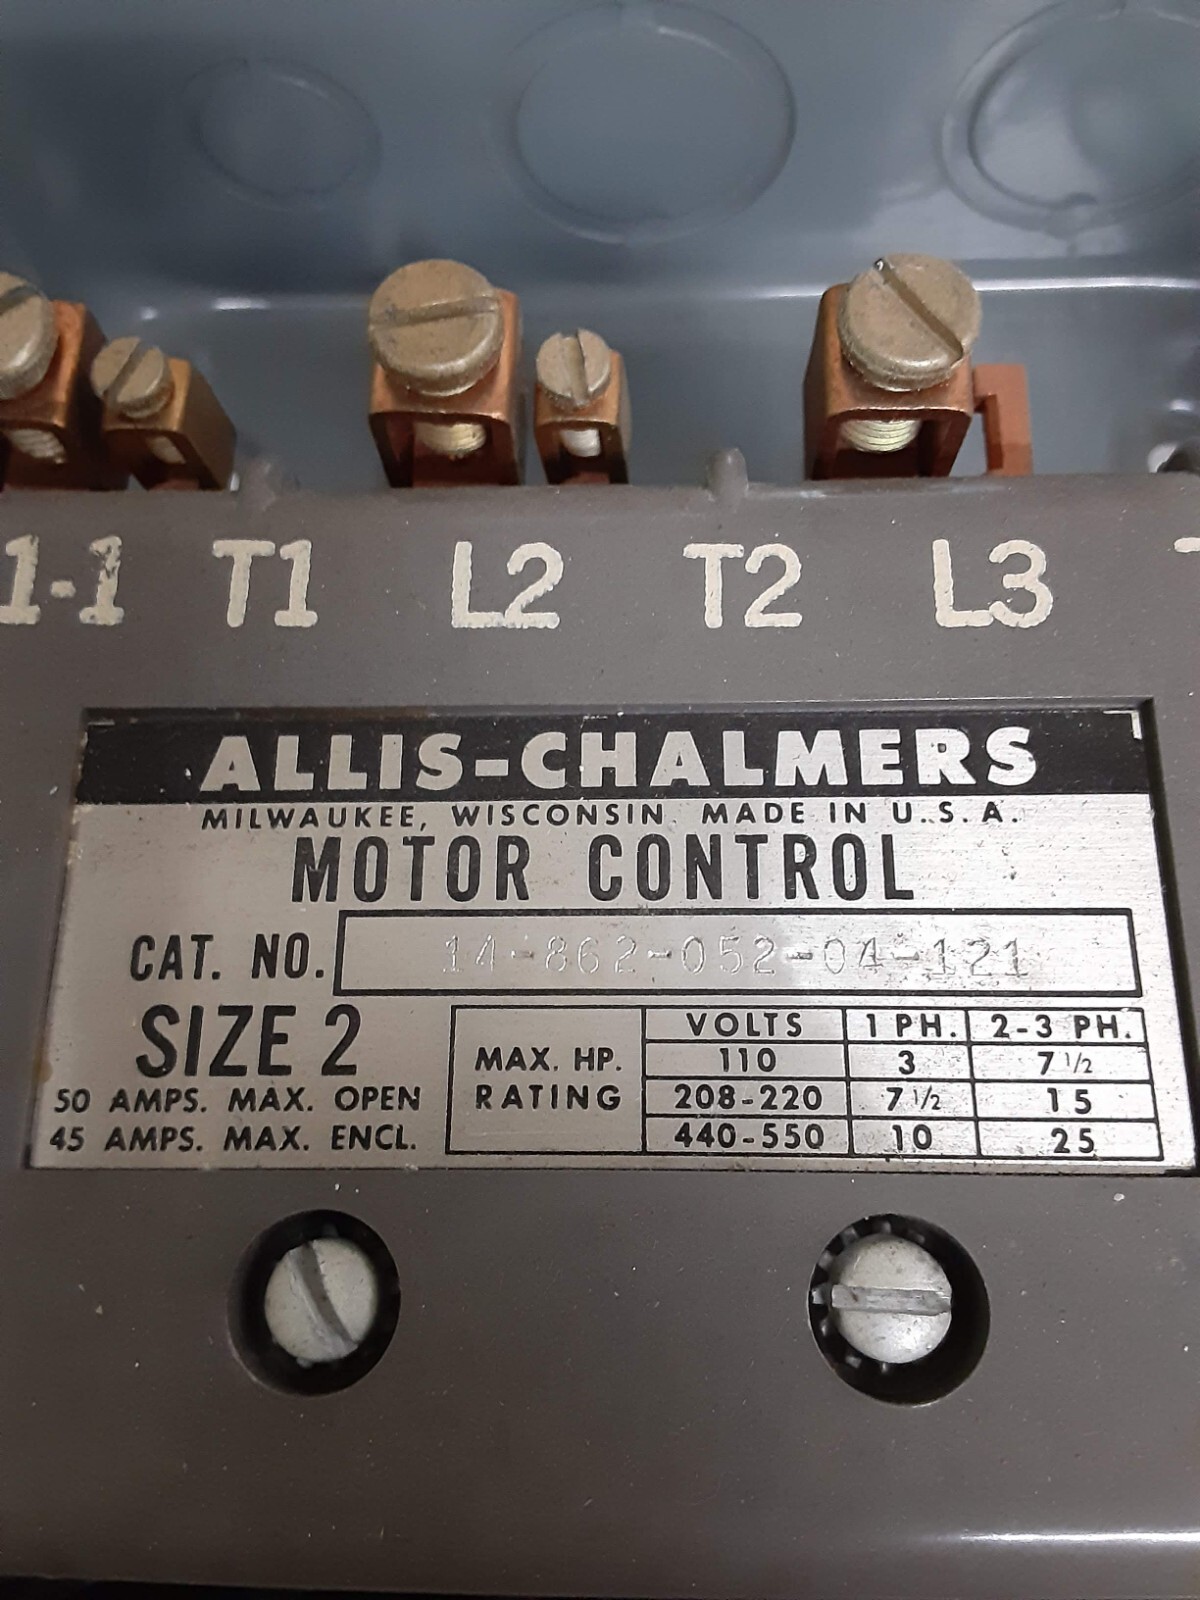 1-1 T1 L2 T2 L3
ALLIS-CHALMERS
MILWAUKEE, WISCONSIN. MADE IN U.S.A.
MOTOR CONTROL
CAT. NO. 14-862-052-04-121
SIZE 2
50 AMPS. MAX. OPEN
45 AMPS. MAX. ENCL.
MAX. HP. RATING
VOLTS 1 PH. 2-3 PH.
110 3 7 1/2
208-220 7 1/2 15
440-550 10 25